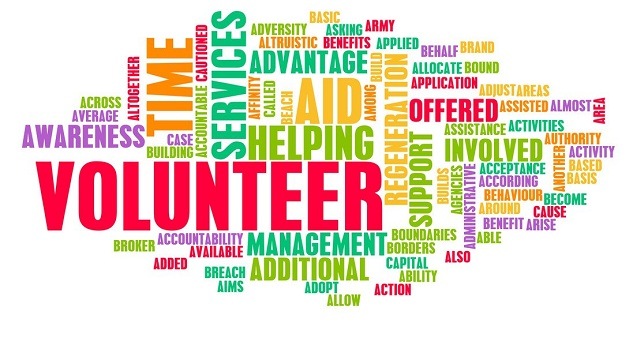 BASIC
ADVERSITY
ASKING
ARMY
ALTRUISTIC
BENEFITS
APPLIED
BEHALF
BRAND
ADVANTAGE
BUILD
ALLOCATE
BOUND
APPLICATION
ALTOGETHER
TIME
CAUTIONED
SERVICES
ACCOUNTABLE
AFFINITY
CALLED
BEACH
AID
AMONG
REGENERATION
ADJUST
AREAS
OFFERED
ASSISTED
ALMOST
AREA
ACROSS
AVERAGE
AWARENESS
CASE
BUILDING
HELPING
ASSISTANCE
ACTIVITIES
AUTHORITY
INVOLVED
ACTIVITY
ANOTHER
BASED
BASIS
VOLUNTEER
SUPPORT
BUILDS
AGENCIES
ADMINISTRATIVE
ACCEPTANCE
ACCORDING
BEHAVIOUR
BECOME
AROUND
CAUSE
BENEFIT
ARISE
ABLE
BROKER
ACCOUNTABILITY
MANAGEMENT
BOUNDARIES
BORDERS
AVAILABLE
ADDED
BREACH
ADDITIONAL
CAPITAL
ALSO
ABILITY
AIMS
ADOPT
ACTION
ALLOW